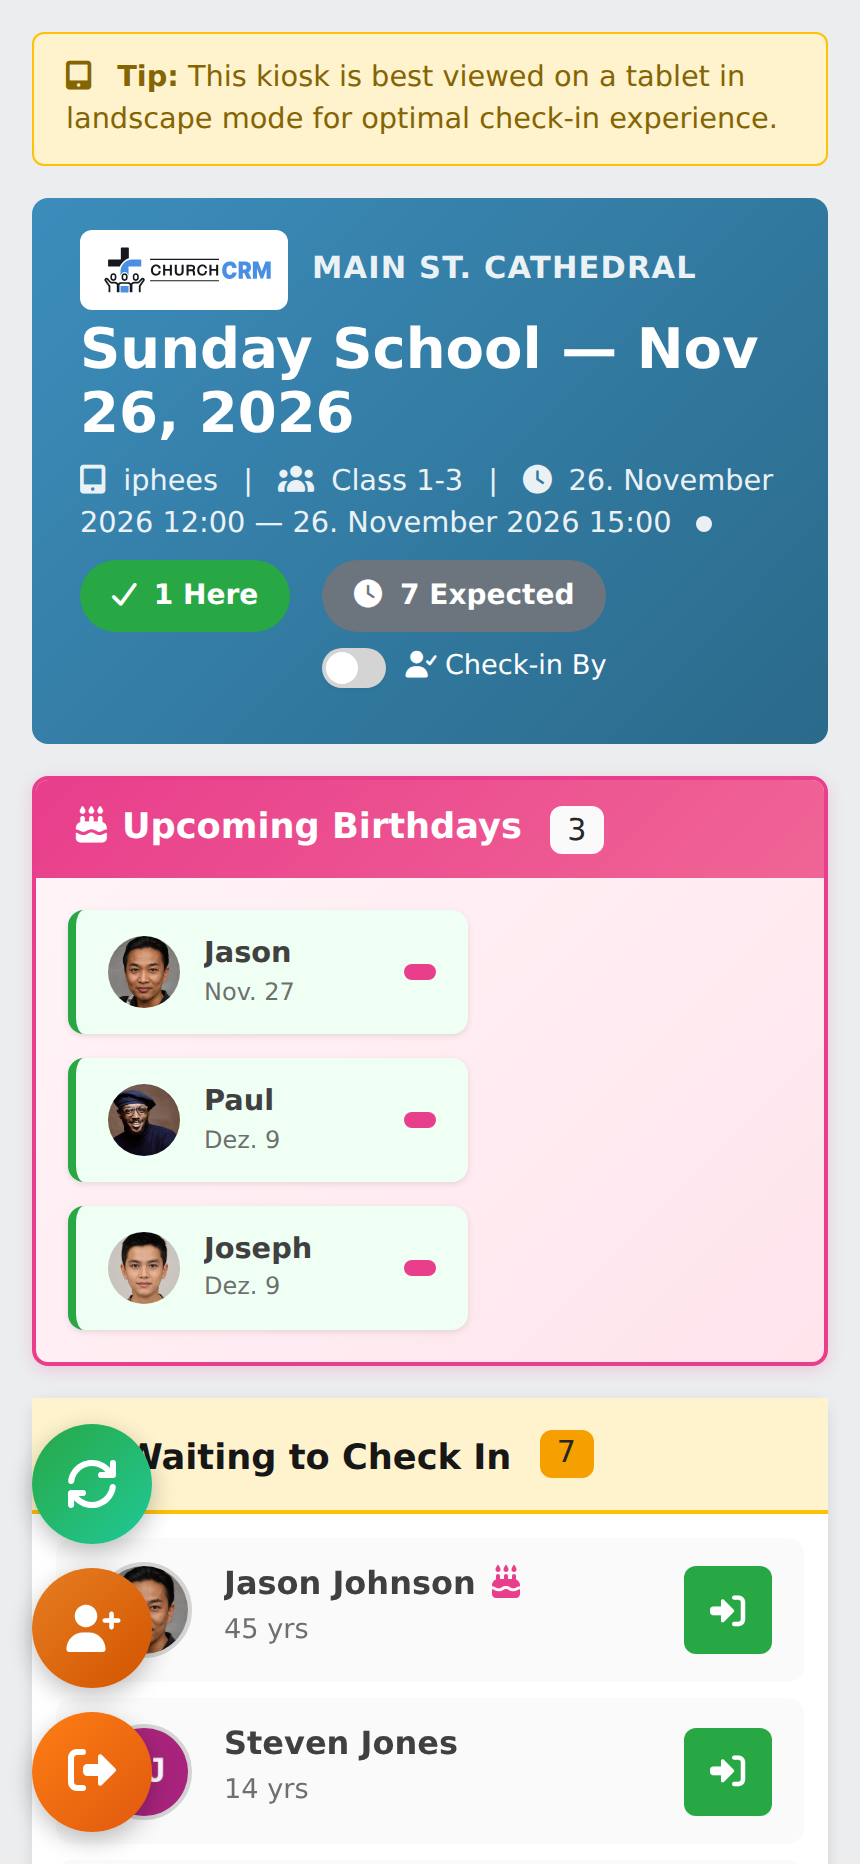 Tip: This kiosk is best viewed on a tablet in
landscape mode for optimal check-in experience.
CHURCHCRM MAIN ST. CATHEDRAL
Sunday School — Nov
26, 2026
iphees | Class 1-3 | 26. November
2026 12:00 — 26. November 2026 15:00
1 Here 7 Expected
Check-in By
Upcoming Birthdays 3
Jason
Nov. 27
Paul
Dez. 9
Joseph
Dez. 9
Waiting to Check In 7
Jason Johnson
45 yrs
Steven Jones
14 yrs